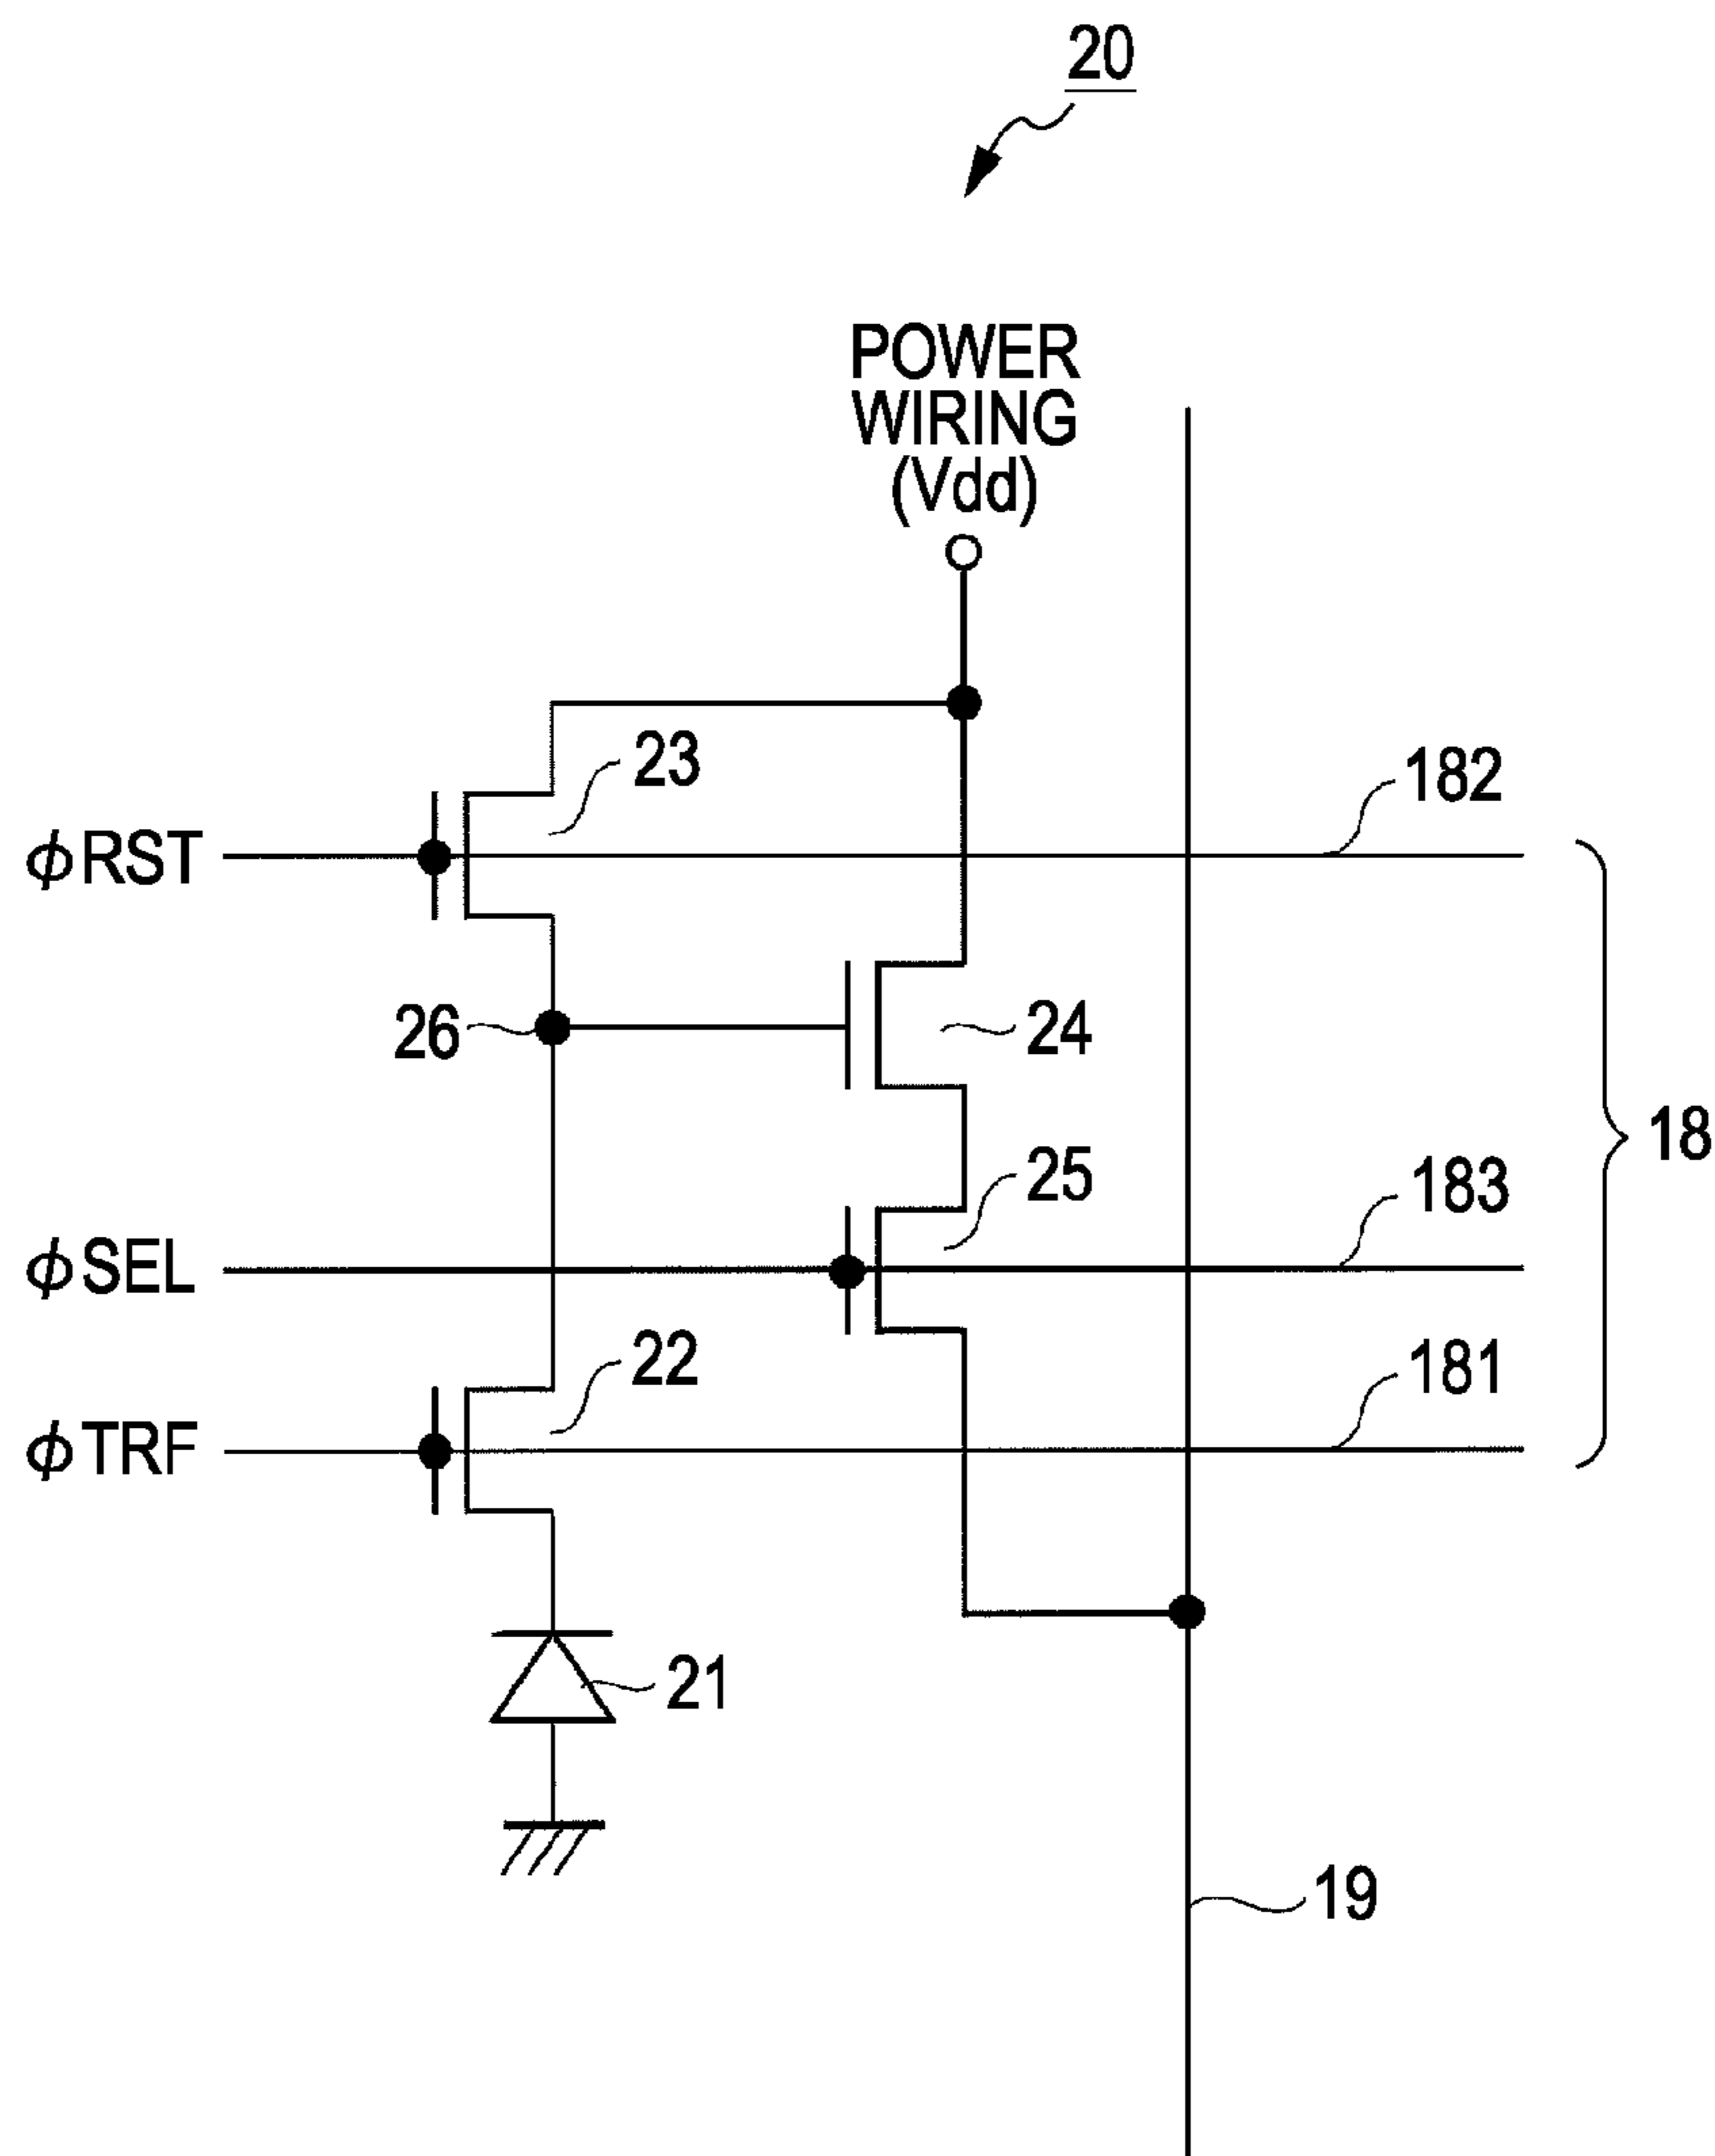 20
POWER
WIRING
(Vdd)
23
182
ϕRST
26
24
18
25
183
ϕSEL
22
181
ϕTRF
21
19